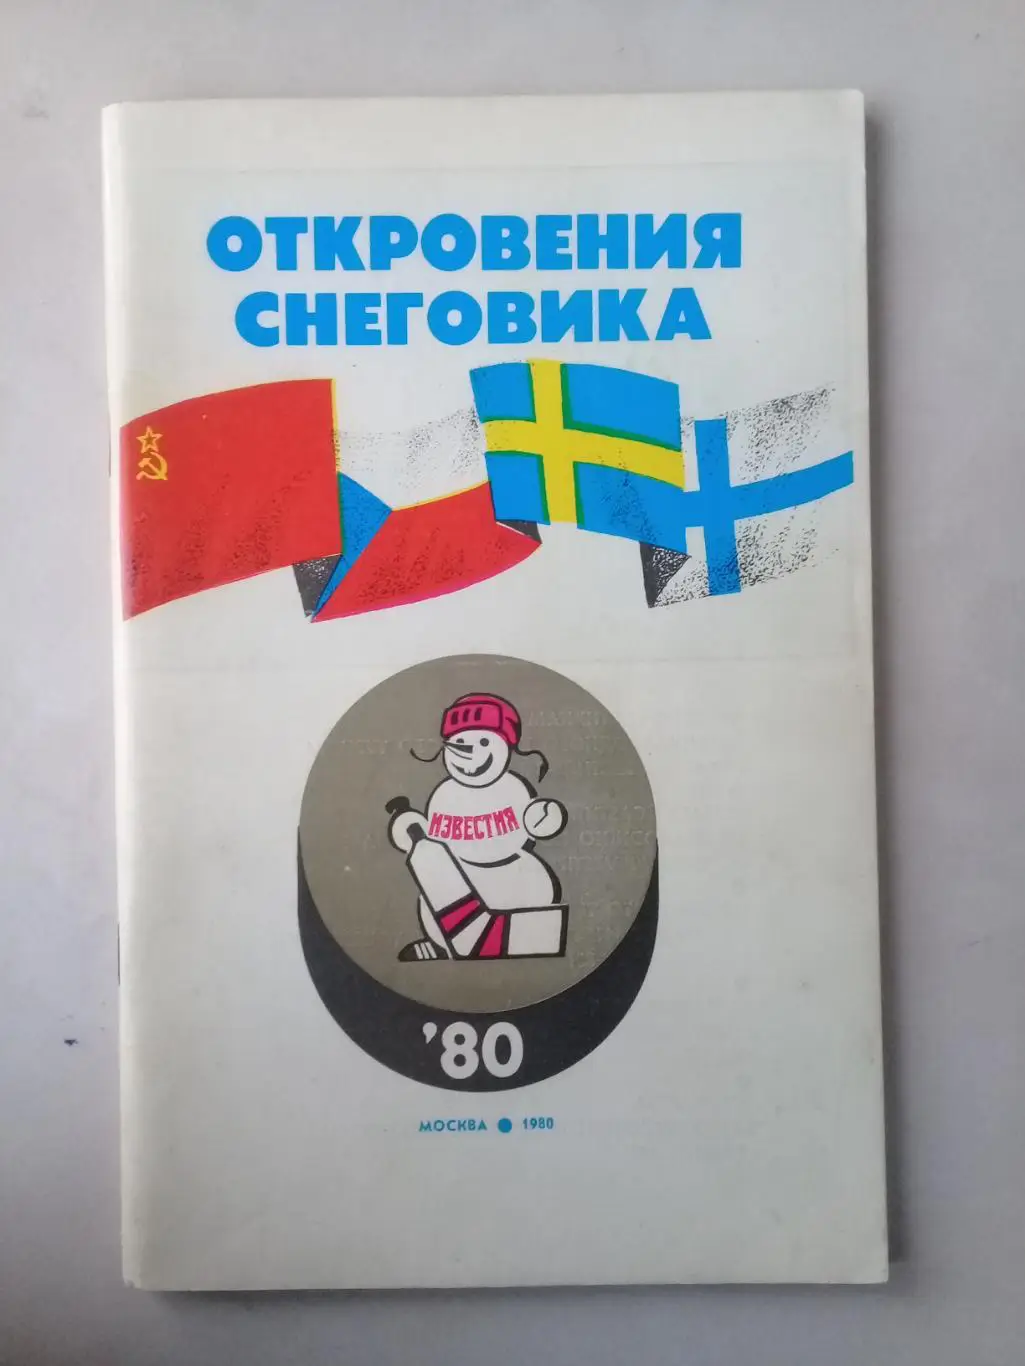 ОТКРОВЕНИЯ
СНЕГОВИКА
ИЗВЕСТИЯ
'80
МОСКВА ● 1980